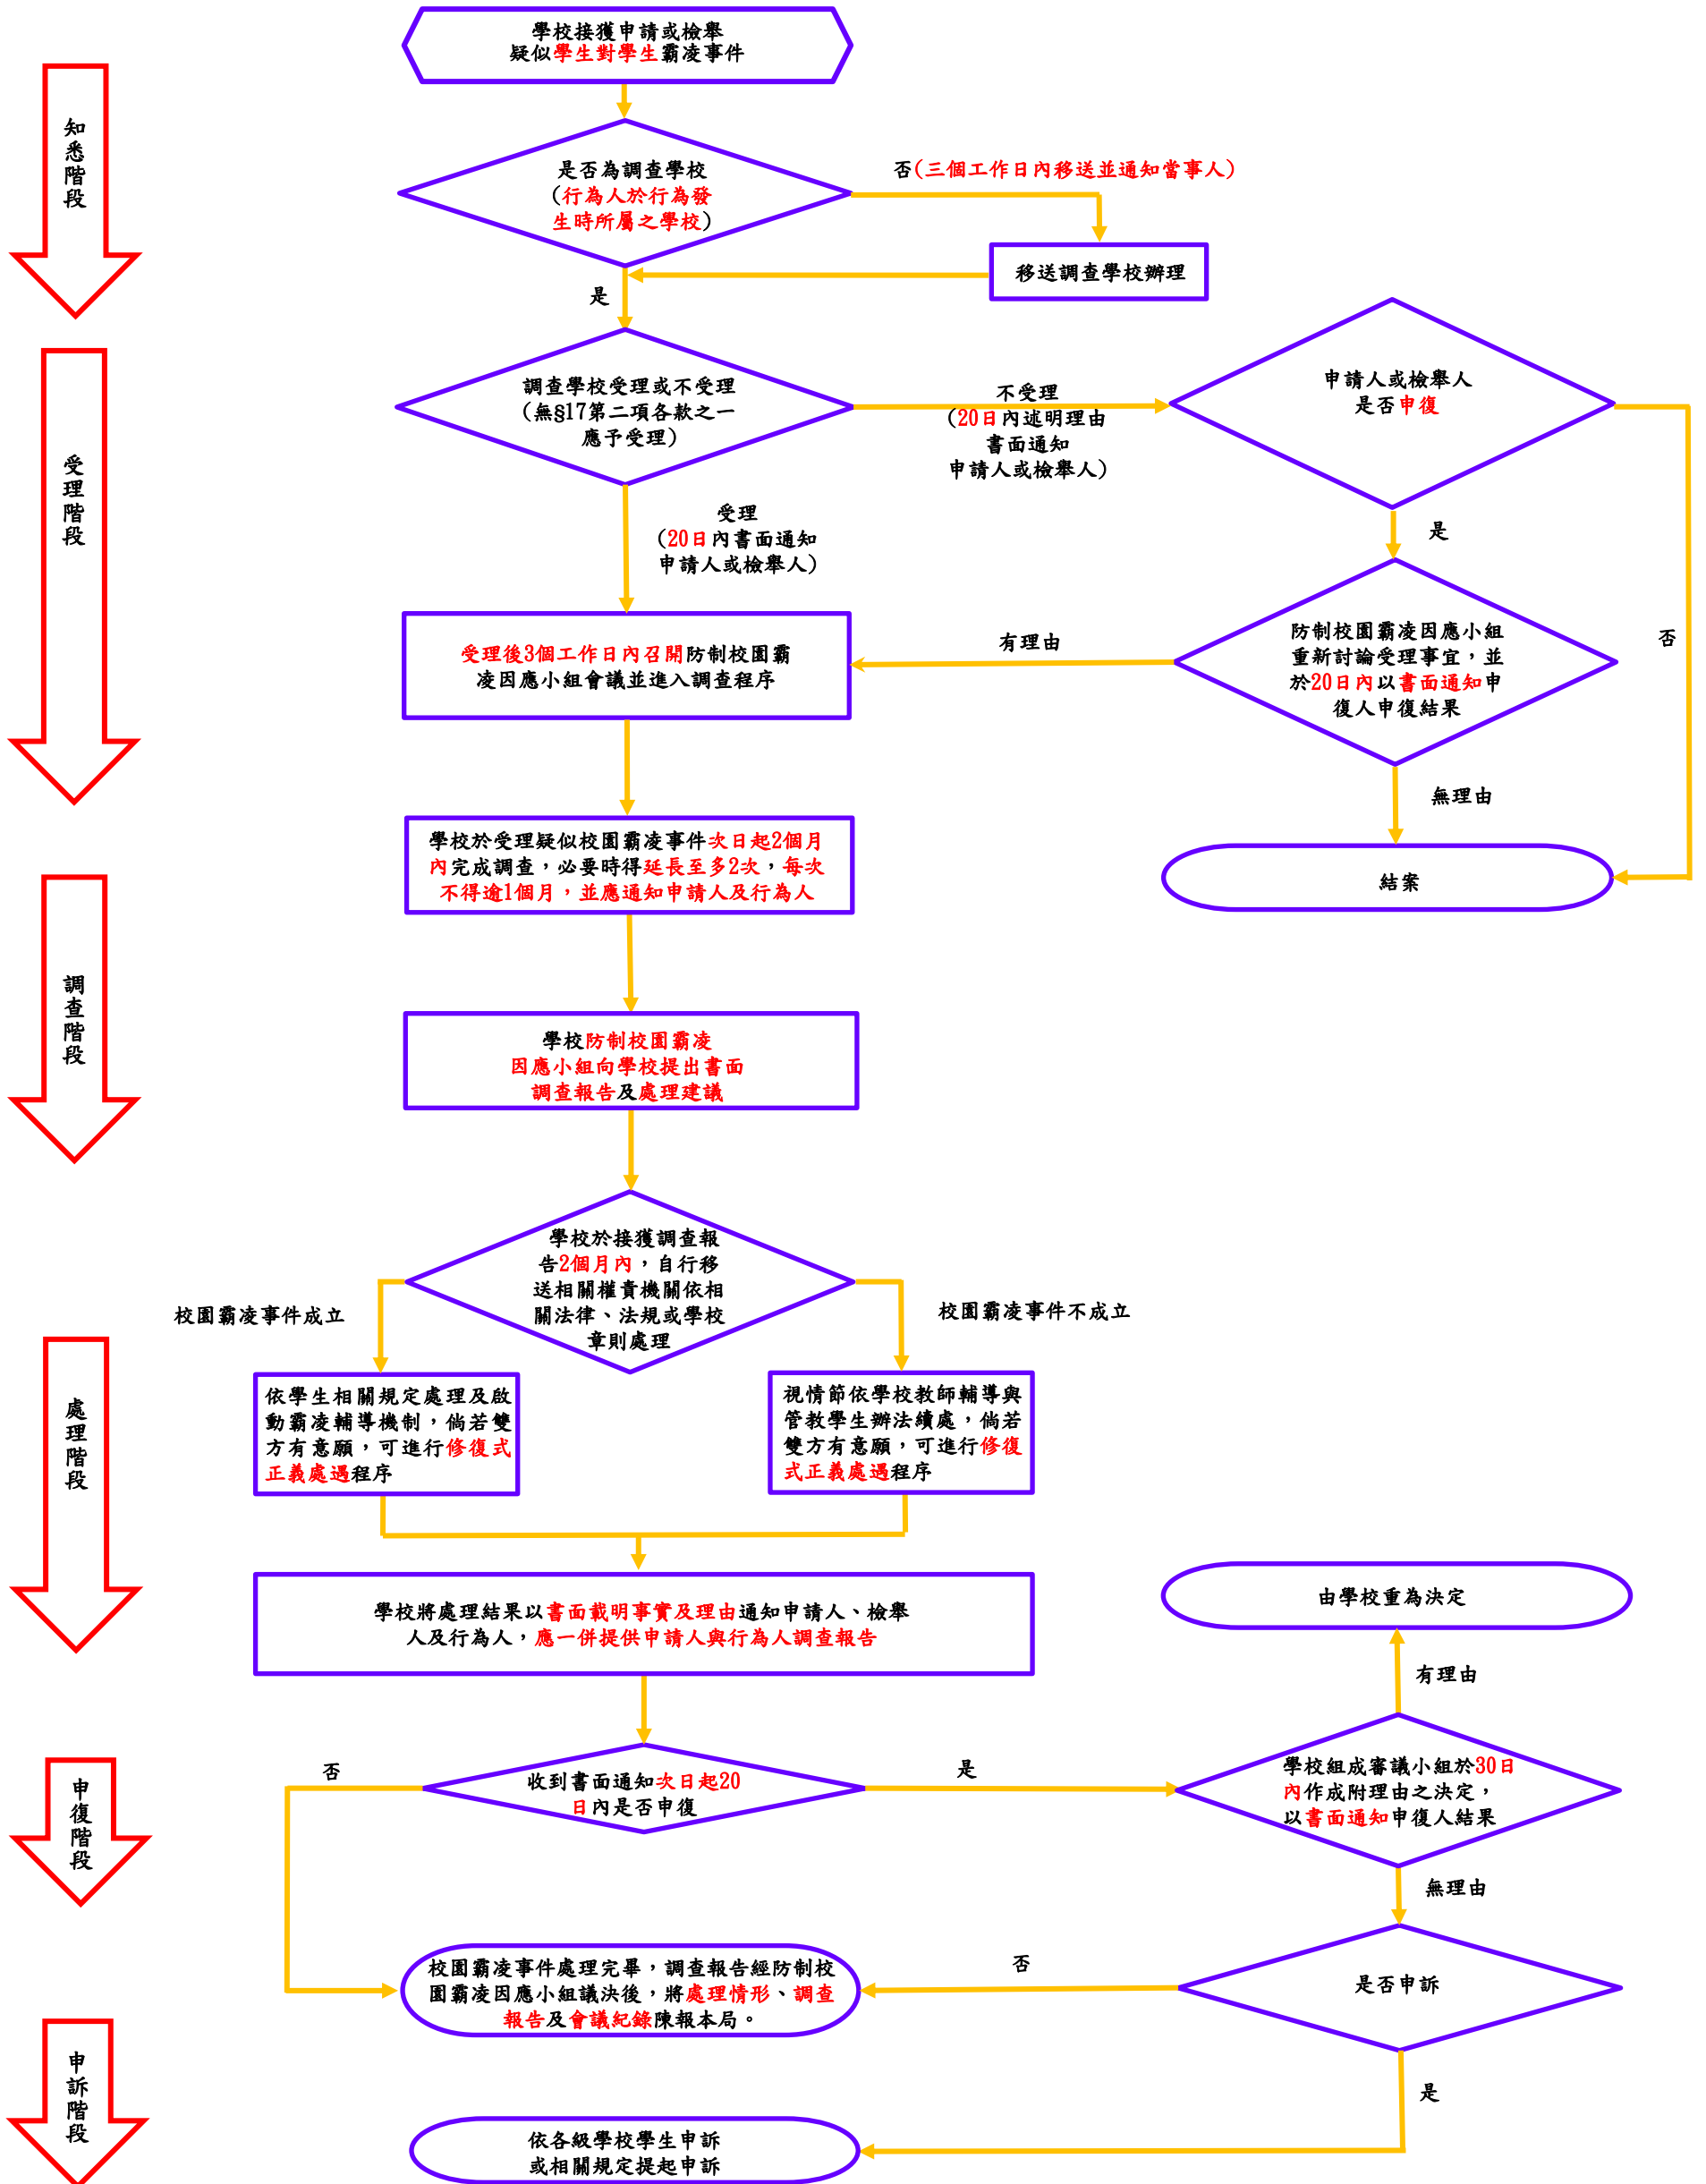 學校接獲申請或檢舉
疑似學生對學生霸凌事件
知悉階段
是否為調查學校
(行為人於行為發
生時所屬之學校)
否(三個工作日內移送並通知當事人)
移送調查學校辦理
是
受理階段
調查學校受理或不受理
(無§17第二項各款之一
應予受理)
不受理
(20日內述明理由
書面通知
申請人或檢舉人)
申請人或檢舉人
是否申復
是
否
受理
(20日內書面通知
申請人或檢舉人)
受理後3個工作日內召開防制校園霸
凌因應小組會議並進入調查程序
有理由
防制校園霸凌因應小組
重新討論受理事宜，並
於20日內以書面通知申
復人申復結果
無理由
結案
學校於受理疑似校園霸凌事件次日起2個月
內完成調查，必要時得延長至多2次，每次
不得逾1個月，並應通知申請人及行為人
調查階段
學校防制校園霸凌
因應小組向學校提出書面
調查報告及處理建議
學校於接獲調查報
告2個月內，自行移
送相關權責機關依相
關法律、法規或學校
章則處理
校園霸凌事件成立
校園霸凌事件不成立
處理階段
依學生相關規定處理及啟
動霸凌輔導機制，倘若雙
方有意願，可進行修復式
正義處遇程序
視情節依學校教師輔導與
管教學生辦法續處，倘若
雙方有意願，可進行修復
式正義處遇程序
學校將處理結果以書面載明事實及理由通知申請人、檢舉
人及行為人，應一併提供申請人與行為人調查報告
由學校重為決定
有理由
申復階段
否
收到書面通知次日起20
日內是否申復
是
學校組成審議小組於30日
內作成附理由之決定，
以書面通知申復人結果
無理由
校園霸凌事件處理完畢，調查報告經防制校
園霸凌因應小組議決後，將處理情形、調查
報告及會議紀錄陳報本局。
否
是否申訴
是
申訴階段
依各級學校學生申訴
或相關規定提起申訴